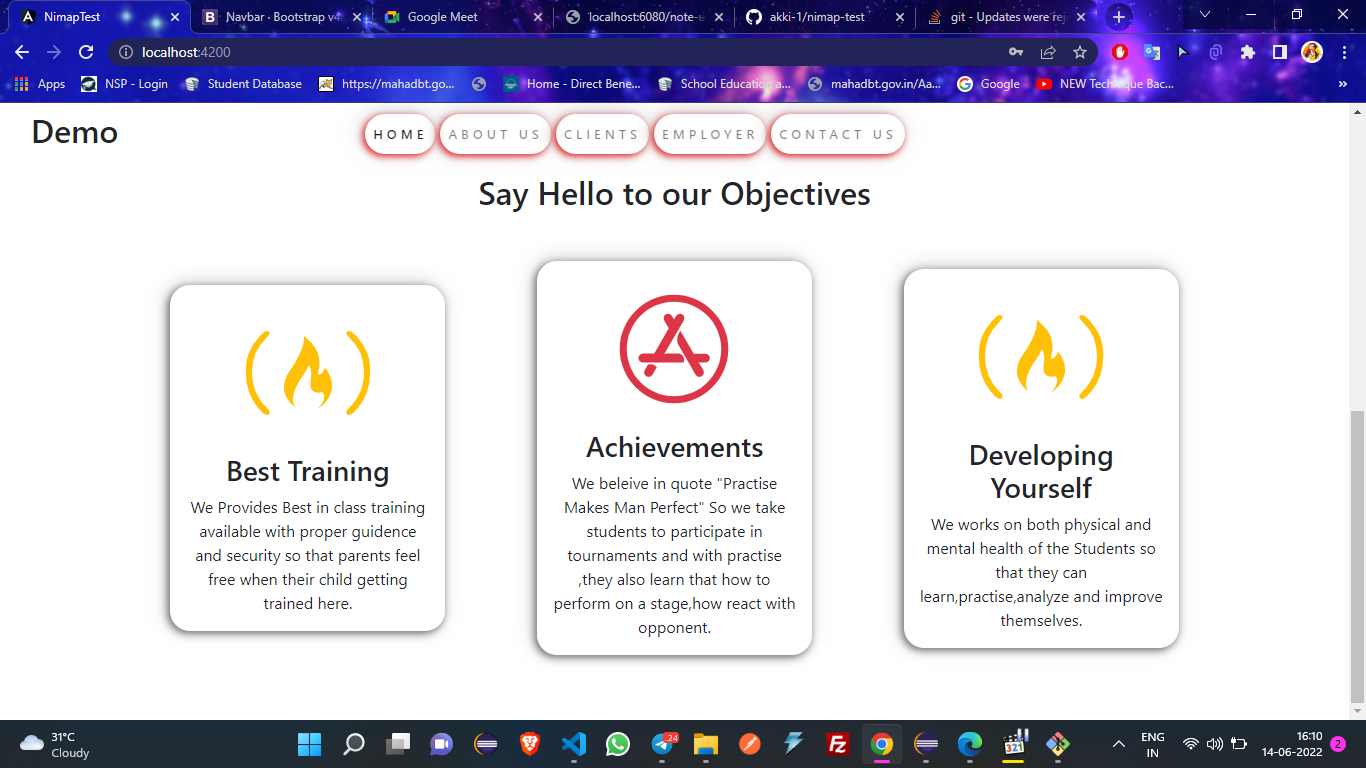 NimapTest
Navbar · Bootstrap v4
Google Meet
localhost:6080/note-e
akki-1/nimap-test
git - Updates were rej
localhost:4200
Apps
NSP - Login
Student Database
https://mahadbt.go...
Home - Direct Bene...
School Education a...
mahadbt.gov.in/Aa...
Google
NEW Technique Bac...
»
Demo
HOME
ABOUT US
CLIENTS
EMPLOYER
CONTACT US
Say Hello to our Objectives
Best Training
We Provides Best in class training
available with proper guidence
and security so that parents feel
free when their child getting
trained here.
Achievements
We beleive in quote "Practise
Makes Man Perfect" So we take
students to participate in
tournaments and with practise
,they also learn that how to
perform on a stage,how react with
opponent.
Developing
Yourself
We works on both physical and
mental health of the Students so
that they can
learn,practise,analyze and improve
themselves.
31°C
Cloudy
24
321
ENG
IN
16:10
14-06-2022
2